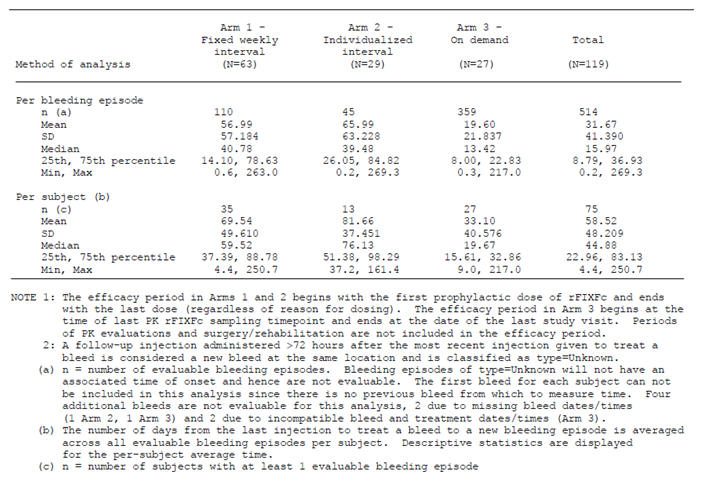 Arm 1 - Arm 2 - Arm 3 -
Fixed weekly Individualized On demand Total
interval interval
Method of analysis (N=63) (N=29) (N=27) (N=119)
Per bleeding episode
n (a) 110 45 359 514
Mean 56.99 65.99 19.60 31.67
SD 57.184 63.228 21.837 41.390
Median 40.78 39.48 13.42 15.97
25th, 75th percentile 14.10, 78.63 26.05, 84.82 8.00, 22.83 8.79, 36.93
Min, Max 0.6, 263.0 0.2, 269.3 0.3, 217.0 0.2, 269.3
Per subject (b)
n (c) 35 13 27 75
Mean 69.54 81.66 33.10 58.52
SD 49.610 37.451 40.576 48.209
Median 59.52 76.13 19.67 44.88
25th, 75th percentile 37.39, 88.78 51.38, 98.29 15.61, 32.86 22.96, 83.13
Min, Max 4.4, 250.7 37.2, 161.4 9.0, 217.0 4.4, 250.7
NOTE 1: The efficacy period in Arms 1 and 2 begins with the first prophylactic dose of rFIXFc and ends
with the last dose (regardless of reason for dosing). The efficacy period in Arm 3 begins at the
time of last PK rFIXFc sampling timepoint and ends at the date of the last study visit. Periods
of PK evaluations and surgery/rehabilitation are not included in the efficacy period.
2: A follow-up injection administered >72 hours after the most recent injection given to treat a
bleed is considered a new bleed at the same location and is classified as type=Unknown.
(a) n = number of evaluable bleeding episodes. Bleeding episodes of type=Unknown will not have an
associated time of onset and hence are not evaluable. The first bleed for each subject can not
be included in this analysis since there is no previous bleed from which to measure time. Four
additional bleeds are not evaluable for this analysis, 2 due to missing bleed dates/times
(1 Arm 2, 1 Arm 3) and 2 due to incompatible bleed and treatment dates/times (Arm 3).
(b) The number of days from the last injection to treat a bleed to a new bleeding episode is averaged
across all evaluable bleeding episodes per subject. Descriptive statistics are displayed
for the per-subject average time.
(c) n = number of subjects with at least 1 evaluable bleeding episode